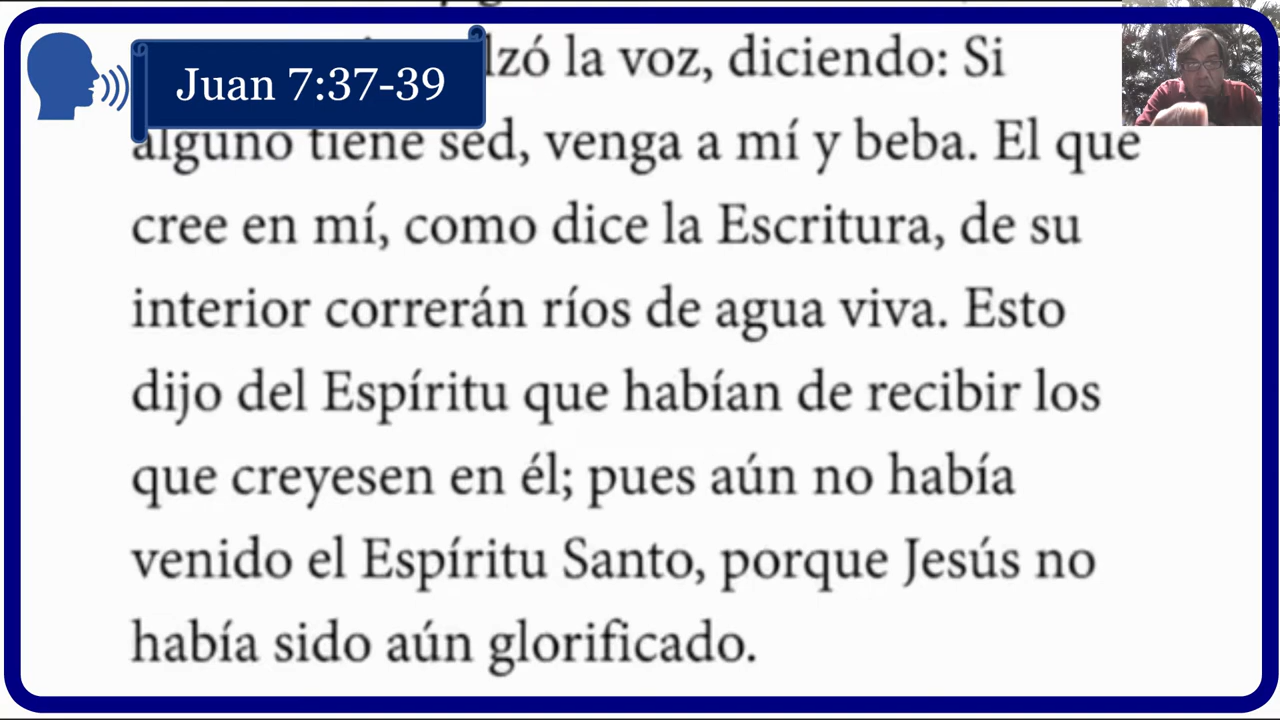 Juan 7:37-39
la voz, diciendo: Si
alguno tiene sed, venga a mí y beba. El que
cree en mí, como dice la Escritura, de su
interior correrán ríos de agua viva. Esto
dijo del Espíritu que habían de recibir los
que creyesen en él; pues aún no había
venido el Espíritu Santo, porque Jesús no
había sido aún glorificado.